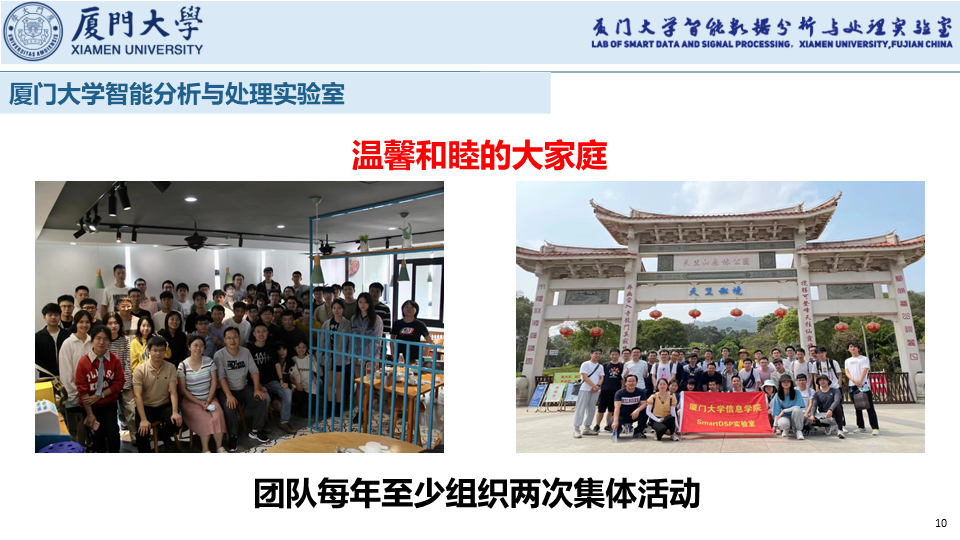 廈門大學
XIAMEN UNIVERSITY
厦门大学智能数据分析与处理实验室
LAB OF SMART DATA AND SIGNAL PROCESSING, XIAMEN UNIVERSITY,FUJIAN CHINA
厦门大学智能分析与处理实验室
温馨和睦的大家庭
天竺山森林公园
天竺秘境
厦门大学信息学院
SmartDSP实验室
团队每年至少组织两次集体活动
10